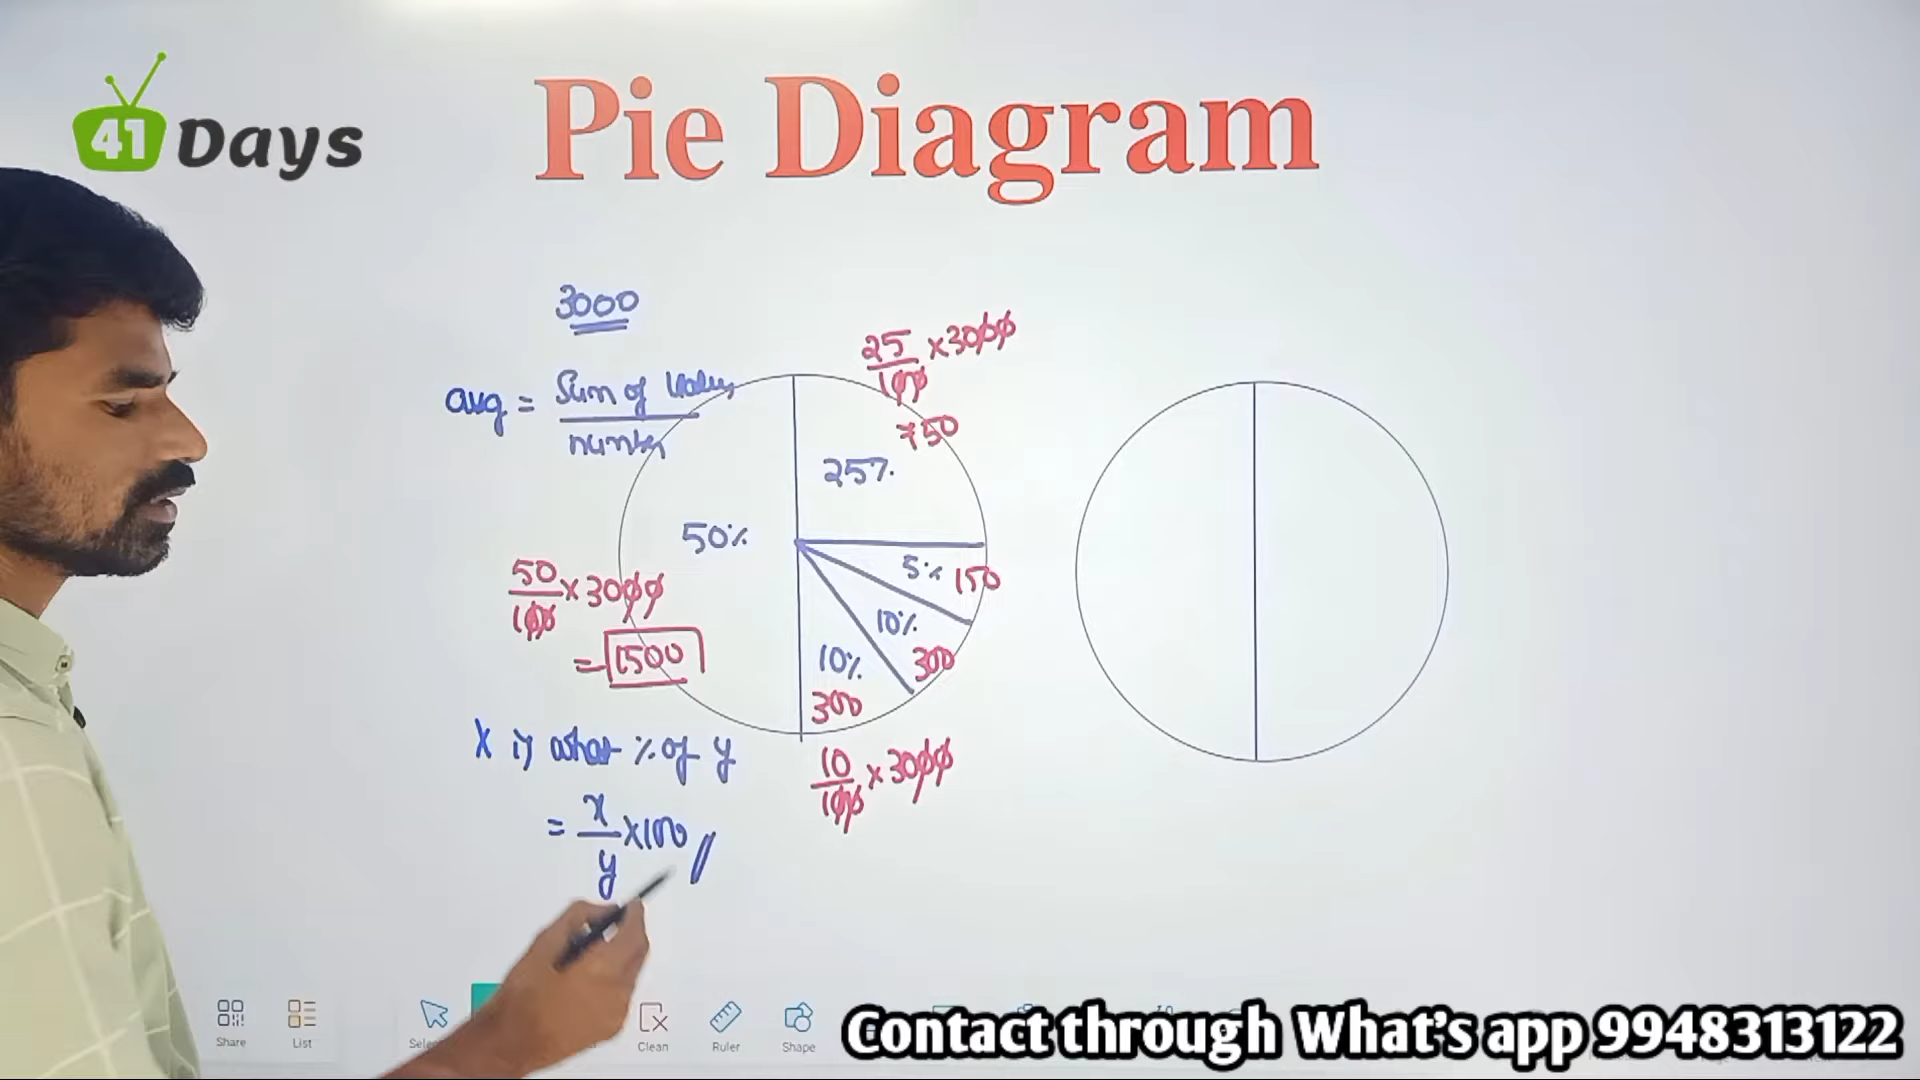 41 Days
Pie Diagram
3000
avg = Sum of Values
number
25/100 × 3000
750
25%
50%
5% 150
10%
300
10%
300
50/100 × 3000
= 1500
X is what % of y
= x/y × 100
10/100 × 3000
Share
List
Clean
Ruler
Shape
Contact through What's app 9948313122